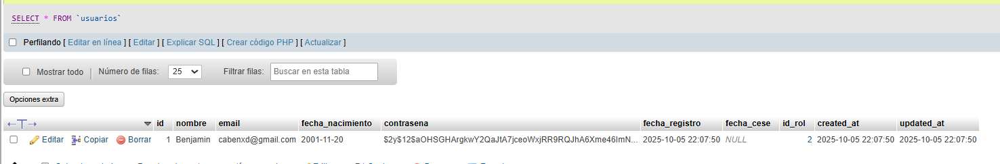 SELECT * FROM `usuarios`
Perfilando [ Editar en línea ] [ Editar ] [ Explicar SQL ] [ Crear código PHP ] [ Actualizar ]
Mostrar todo Número de filas: 25 Filtrar filas: Buscar en esta tabla
Opciones extra
id nombre email fecha_nacimiento contrasena fecha_registro fecha_cese id_rol created_at updated_at
Editar Copiar Borrar 1 Benjamin cabenxd@gmail.com 2001-11-20 $2y$12$aOHSGHArgkwY2QaJtA7jceoWxjRR9RQJhA6Xme46ImN... 2025-10-05 22:07:50 NULL 2 2025-10-05 22:07:50 2025-10-05 22:07:50